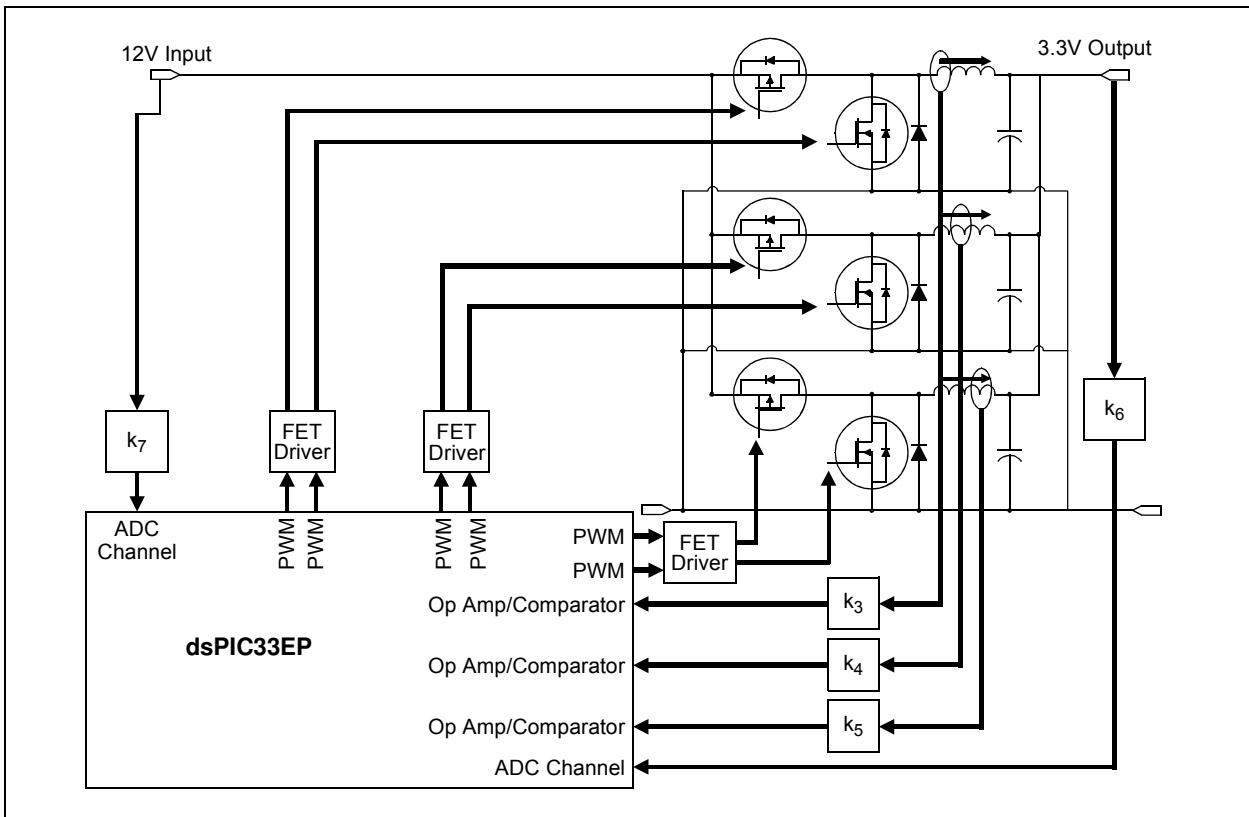 12V Input
3.3V Output
k7
FET
Driver
FET
Driver
k6
ADC
Channel
PWM
PWM
PWM
PWM
PWM
PWM
FET
Driver
Op Amp/Comparator
k3
dsPIC33EP
Op Amp/Comparator
k4
Op Amp/Comparator
k5
ADC Channel